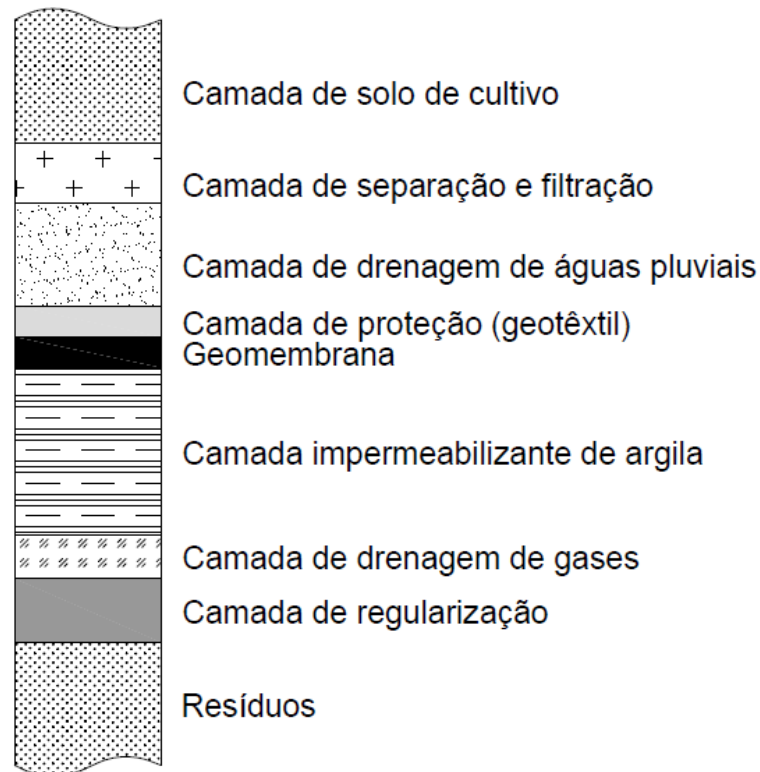 Camada de solo de cultivo
Camada de separação e filtração
Camada de drenagem de águas pluviais
Camada de proteção (geotêxtil)
Geomembrana
Camada impermeabilizante de argila
Camada de drenagem de gases
Camada de regularização
Resíduos